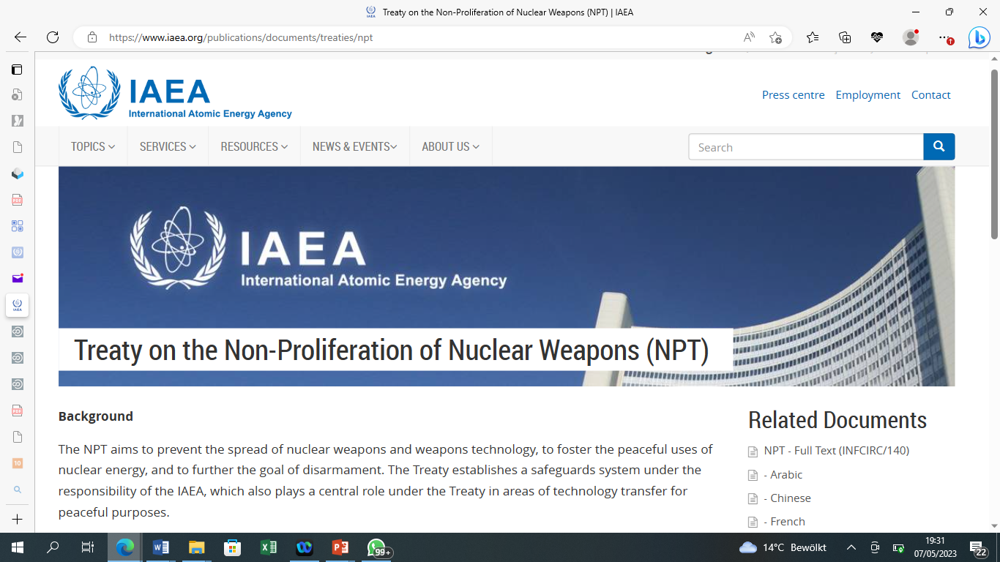 Treaty on the Non-Proliferation of Nuclear Weapons (NPT) | IAEA
https://www.iaea.org/publications/documents/treaties/npt
IAEA
International Atomic Energy Agency
Press centre Employment Contact
TOPICS SERVICES RESOURCES NEWS & EVENTS ABOUT US
Search
IAEA
International Atomic Energy Agency
Treaty on the Non-Proliferation of Nuclear Weapons (NPT)
Background
The NPT aims to prevent the spread of nuclear weapons and weapons technology, to foster the peaceful uses of
nuclear energy, and to further the goal of disarmament. The Treaty establishes a safeguards system under the
responsibility of the IAEA, which also plays a central role under the Treaty in areas of technology transfer for
peaceful purposes.
Related Documents
NPT - Full Text (INFCIRC/140)
- Arabic
- Chinese
- French
99+
14°C Bewölkt
19:31
07/05/2023
22